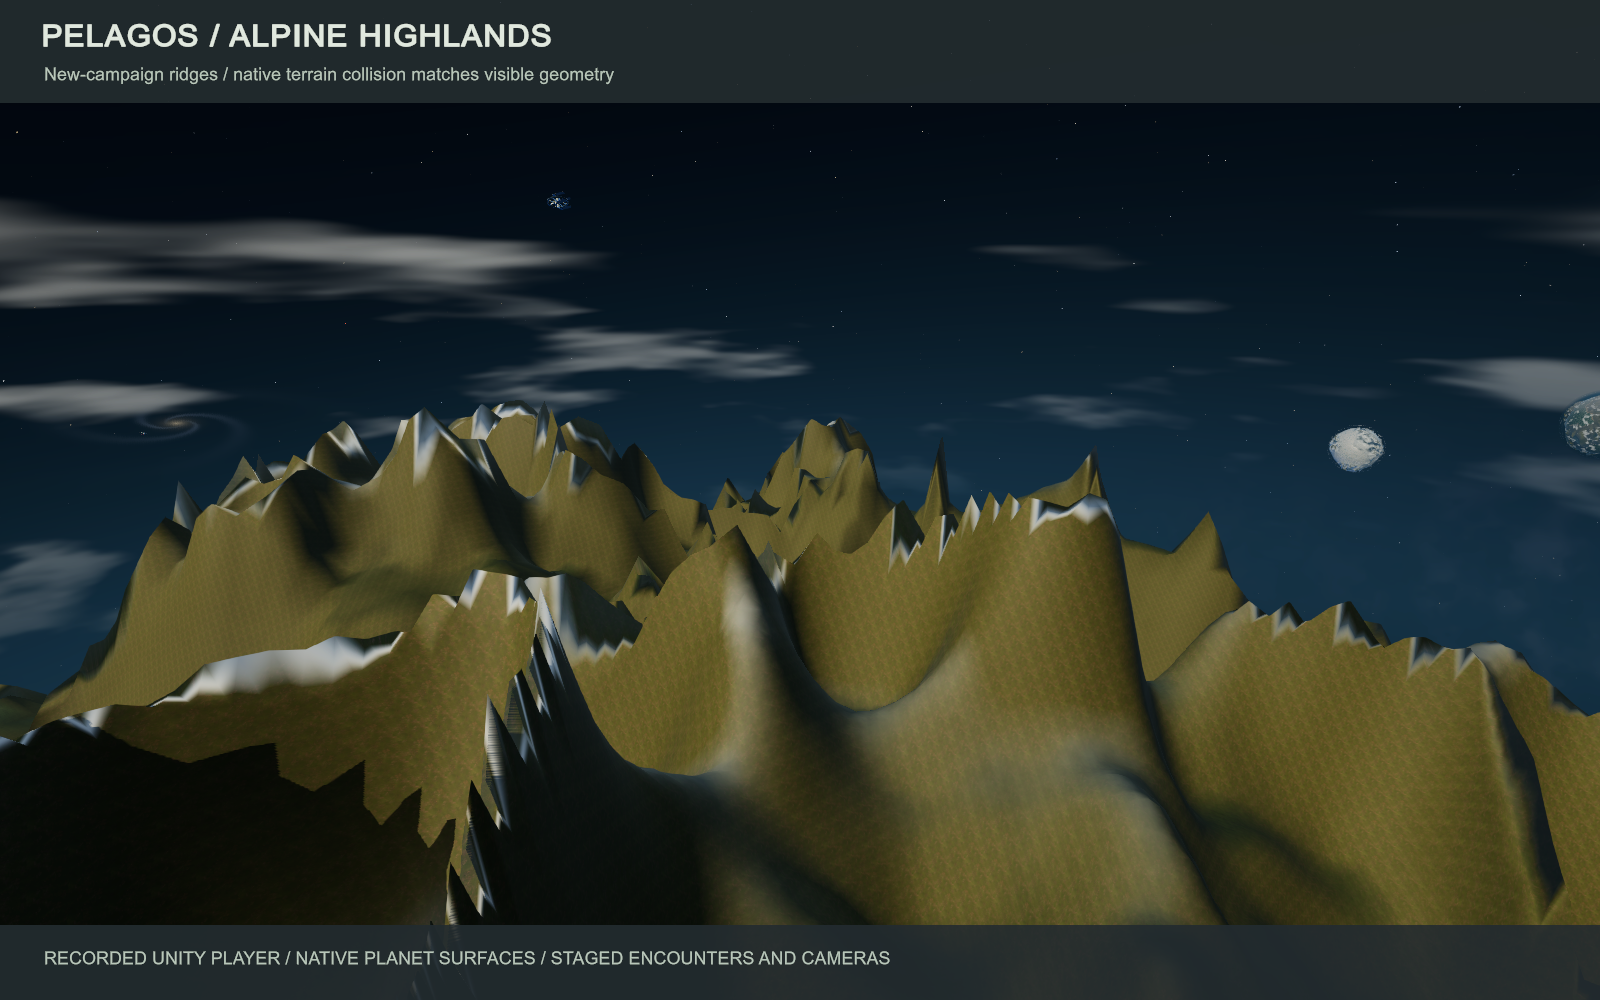 PELAGOS / ALPINE HIGHLANDS
New-campaign ridges / native terrain collision matches visible geometry
RECORDED UNITY PLAYER / NATIVE PLANET SURFACES / STAGED ENCOUNTERS AND CAMERAS